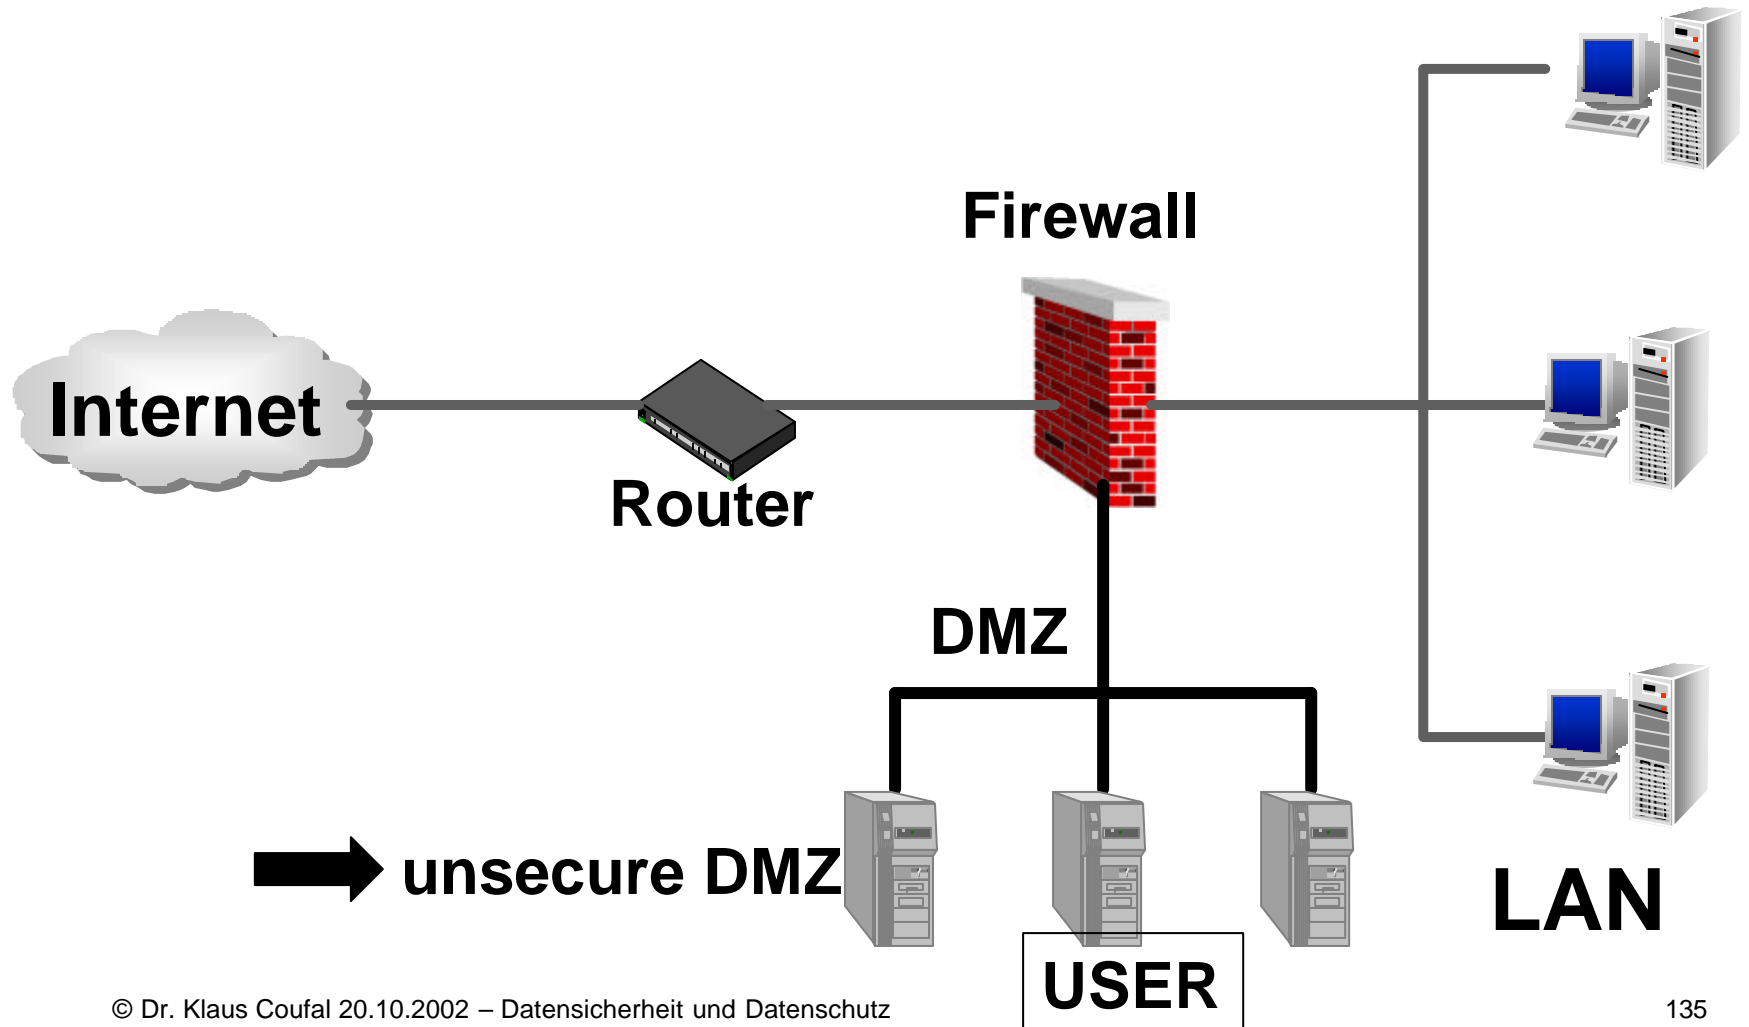 Firewall
Internet
Router
DMZ
unsecure DMZ
LAN
USER
© Dr. Klaus Coufal 20.10.2002 – Datensicherheit und Datenschutz
135